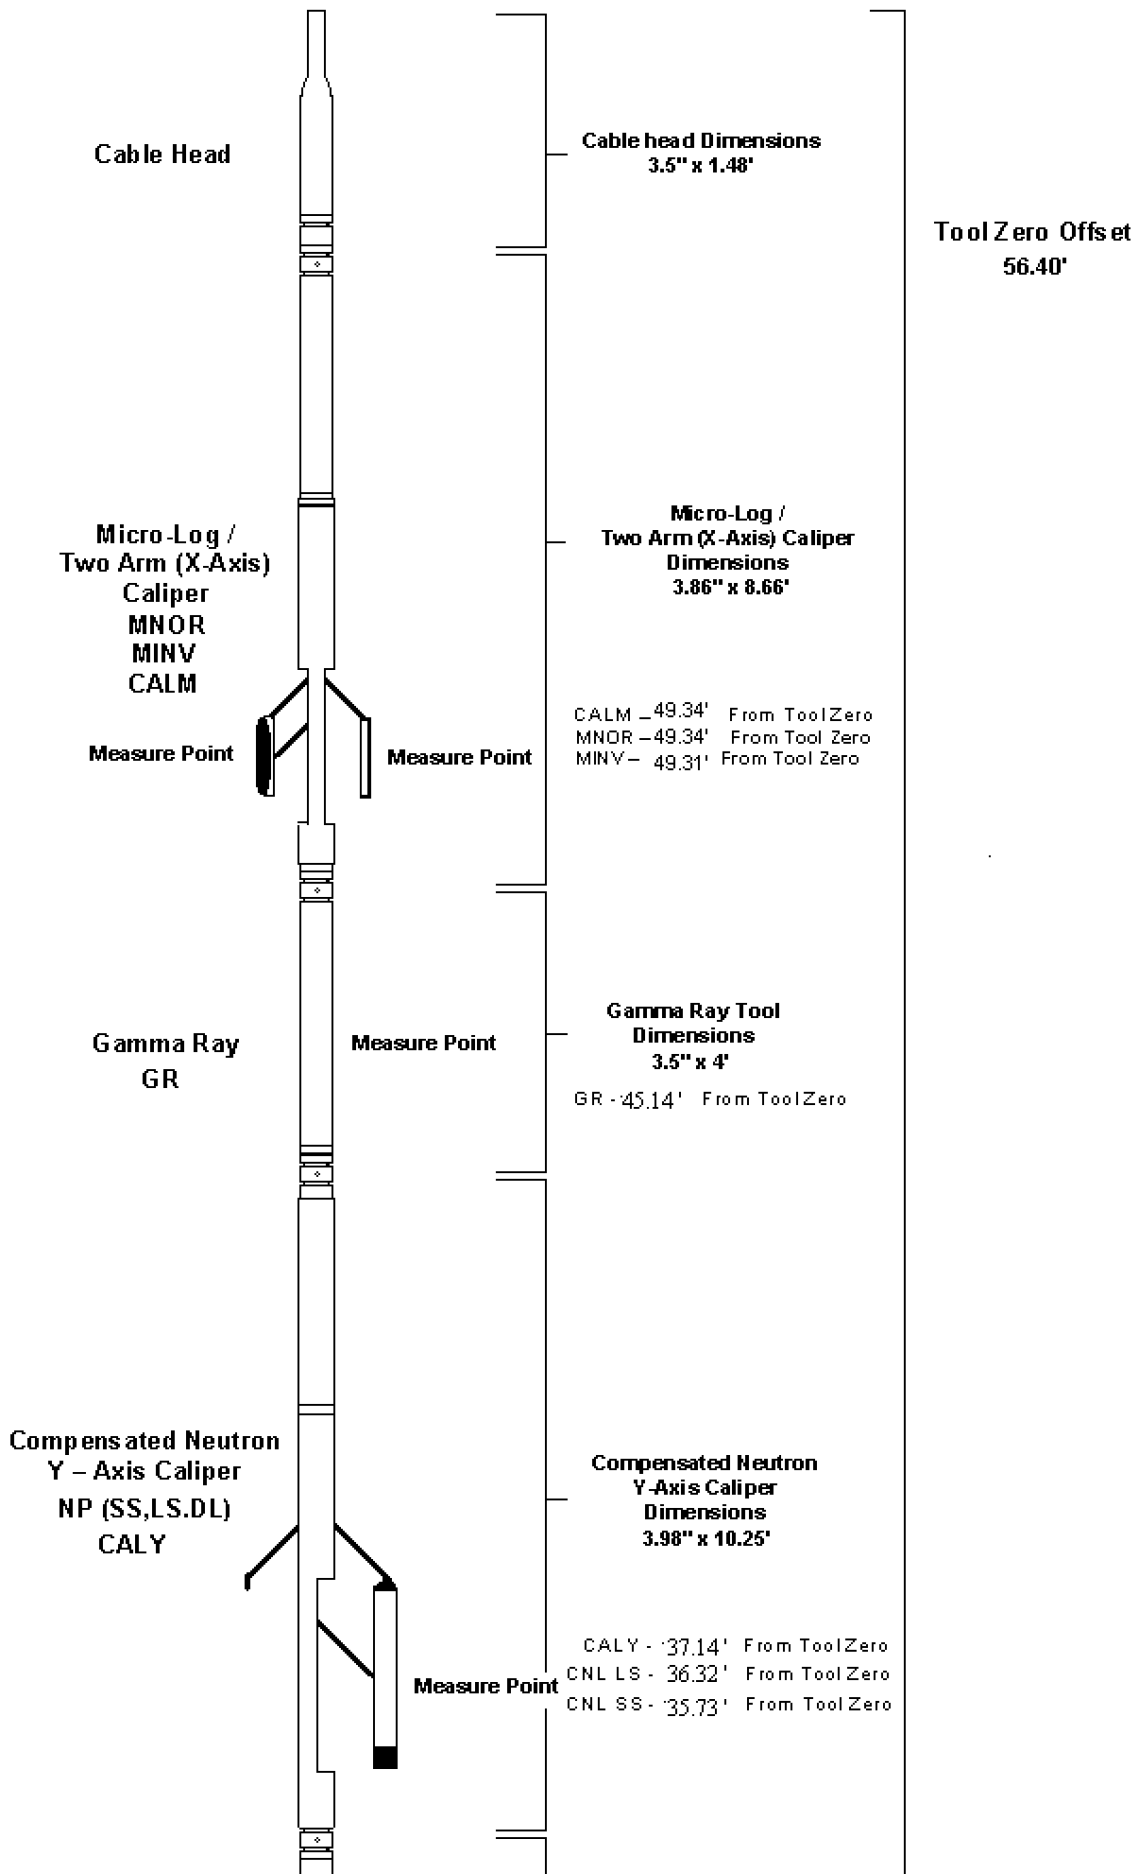 Cable Head
Cable head Dimensions
3.5" x 1.48'
Tool Zero Offset
56.40'
Micro-Log /
Two Arm (X-Axis)
Caliper
MNOR
MINV
CALM
Micro-Log /
Two Arm (X-Axis) Caliper
Dimensions
3.86" x 8.66'
Measure Point
Measure Point
CALM – 49.34' From Tool Zero
MNOR – 49.34' From Tool Zero
MINV – 49.31' From Tool Zero
Gamma Ray
GR
Measure Point
Gamma Ray Tool
Dimensions
3.5" x 4'
GR - 45.14' From Tool Zero
Compensated Neutron
Y – Axis Caliper
NP (SS,LS.DL)
CALY
Compensated Neutron
Y-Axis Caliper
Dimensions
3.98" x 10.25'
Measure Point
CALY - 37.14' From Tool Zero
CNL LS - 36.32' From Tool Zero
CNL SS - 35.73' From Tool Zero